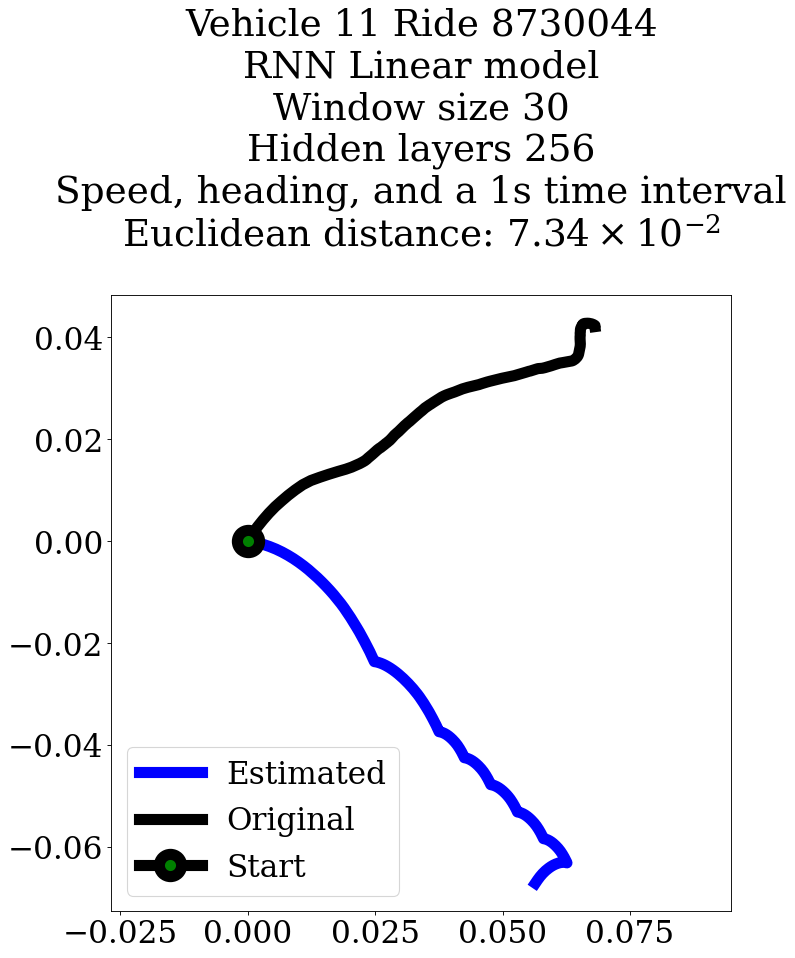 Vehicle 11 Ride 8730044
RNN Linear model
Window size 30
Hidden layers 256
Speed, heading, and a 1s time interval
Euclidean distance: 7.34 × 10⁻²
0.04
0.02
0.00
−0.02
−0.04
−0.06
Estimated
Original
Start
−0.025 0.000 0.025 0.050 0.075